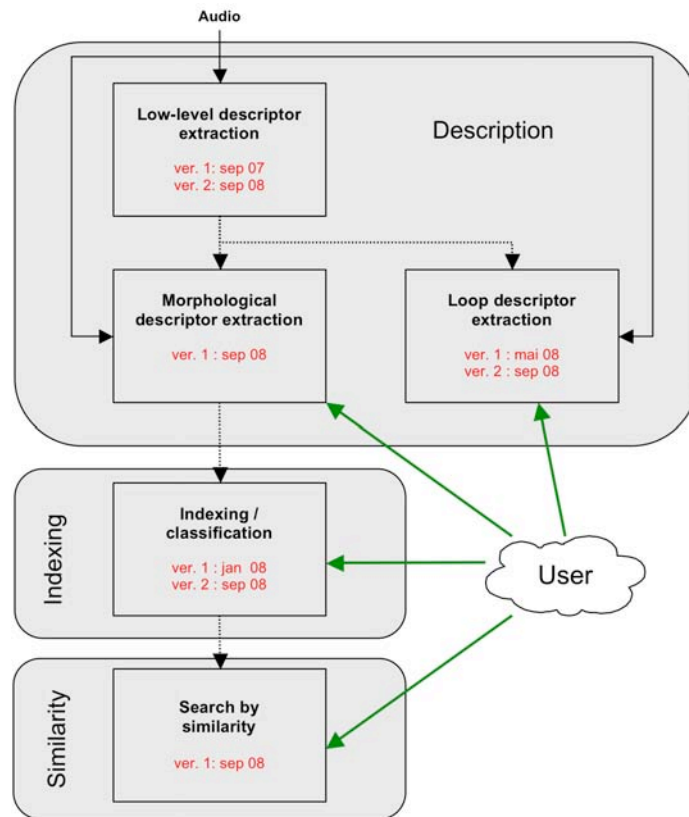 Audio
Low-level descriptor
extraction
ver. 1: sep 07
ver. 2: sep 08
Description
Morphological
descriptor extraction
ver. 1 : sep 08
Loop descriptor
extraction
ver. 1 : mai 08
ver. 2 : sep 08
Indexing
Indexing /
classification
ver. 1 : jan 08
ver. 2 : sep 08
User
Similarity
Search by
similarity
ver. 1: sep 08